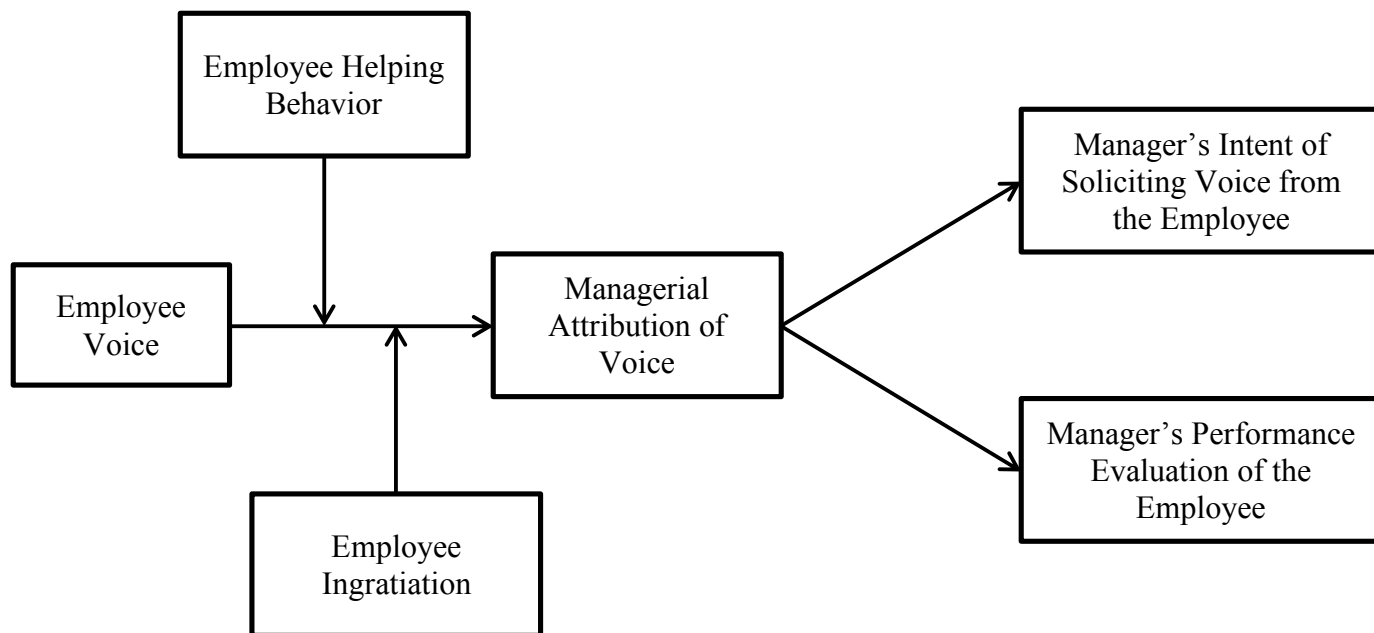 Employee Helping
Behavior
Employee
Voice
Employee
Ingratiation
Managerial
Attribution of
Voice
Manager’s Intent of
Soliciting Voice from
the Employee
Manager’s Performance
Evaluation of the
Employee